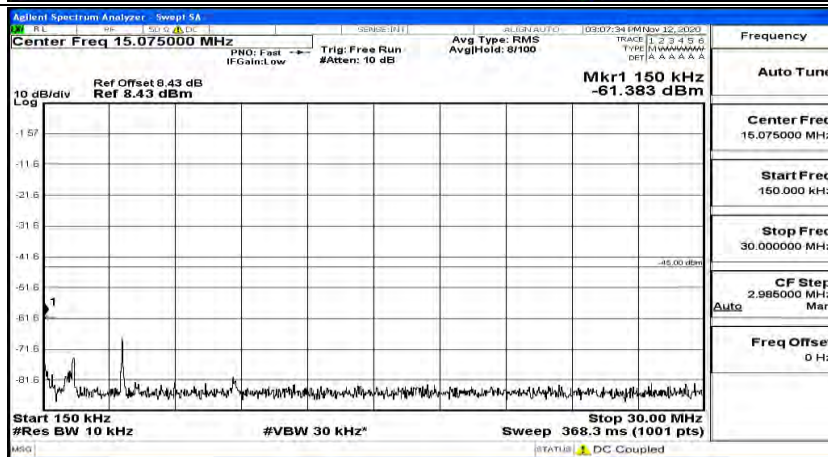 Agilent Spectrum Analyzer - Swept SA
RL RF 50 Ω DC SENSE:INT ALIGN AUTO 03:07:34 PM Nov 12, 2020
Center Freq 15.075000 MHz
PNO: Fast
IFGain:Low
Trig: Free Run
#Atten: 10 dB
Avg Type: RMS
Avg|Hold: 8/100
TRACE 1 2 3 4 5 6
TYPE M WWWWW
DET A A A A A A
Frequency
Auto Tune
Ref Offset 8.43 dB
Ref 8.43 dBm
10 dB/div
Log
Mkr1 150 kHz
-61.383 dBm
-1.57
-11.6
-21.6
-31.6
-41.6
-51.6
-61.6
-71.6
-81.6
-45.00 dBm
1
Center Freq
15.075000 MHz
Start Freq
150.000 kHz
Stop Freq
30.000000 MHz
CF Step
2.985000 MHz
Auto Man
Freq Offset
0 Hz
Start 150 kHz
#Res BW 10 kHz
#VBW 30 kHz*
Stop 30.00 MHz
Sweep 368.3 ms (1001 pts)
MSG
STATUS DC Coupled